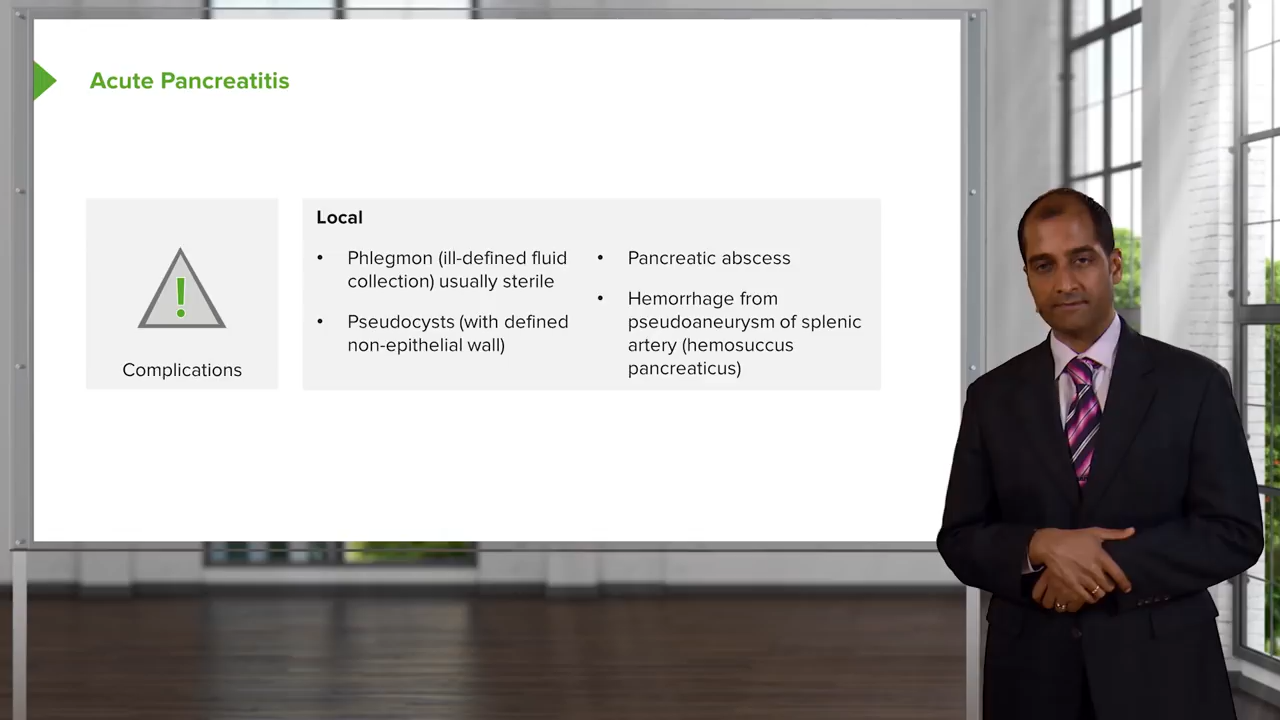 Acute Pancreatitis
Complications
Local
• Phlegmon (ill-defined fluid
collection) usually sterile
• Pseudocysts (with defined
non-epithelial wall)
• Pancreatic abscess
• Hemorrhage from
pseudoaneurysm of splenic
artery (hemosuccus
pancreaticus)